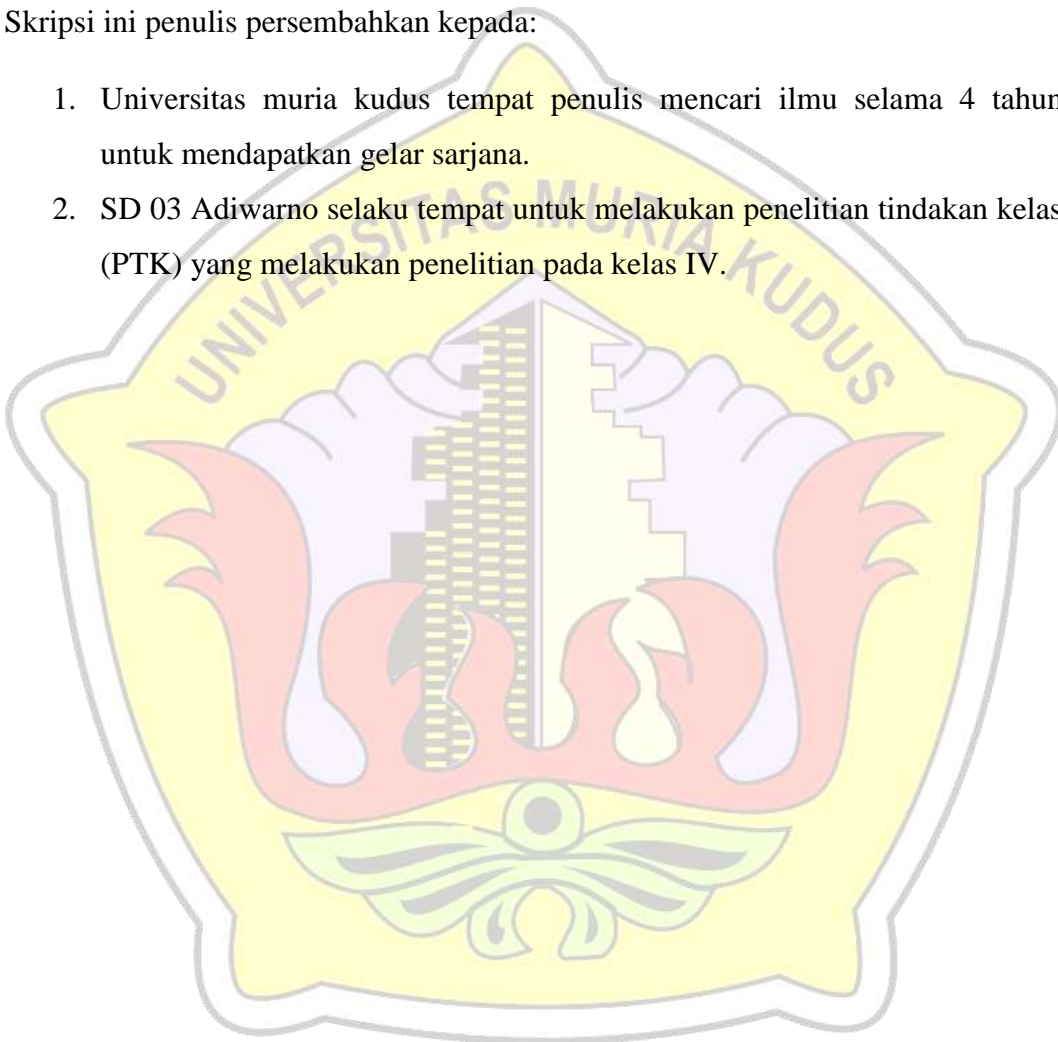 Skripsi ini penulis persembahkan kepada:
1. Universitas muria kudus tempat penulis mencari ilmu selama 4 tahun
untuk mendapatkan gelar sarjana.
2. SD 03 Adiwarno selaku tempat untuk melakukan penelitian tindakan kelas
(PTK) yang melakukan penelitian pada kelas IV.
UNIVERSITAS MURIA KUDUS